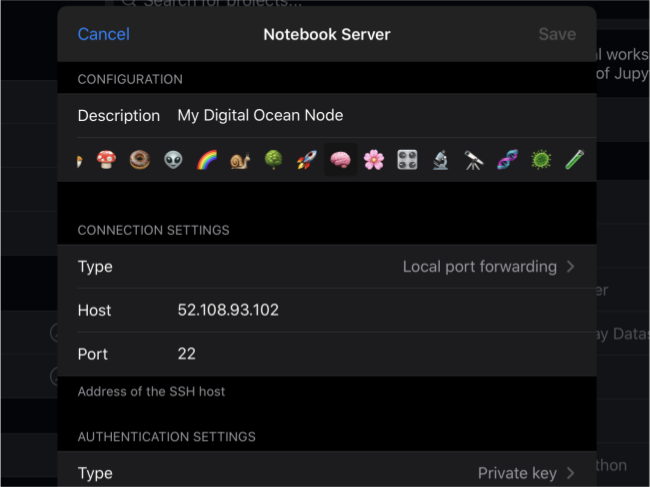 Search for projects...
Cancel
Notebook Server
Save
al works
of Jupy
CONFIGURATION
Description My Digital Ocean Node
CONNECTION SETTINGS
Type Local port forwarding
er
Host 52.108.93.102
ay Datas
Port 22
Address of the SSH host
AUTHENTICATION SETTINGS
Type Private key
thon